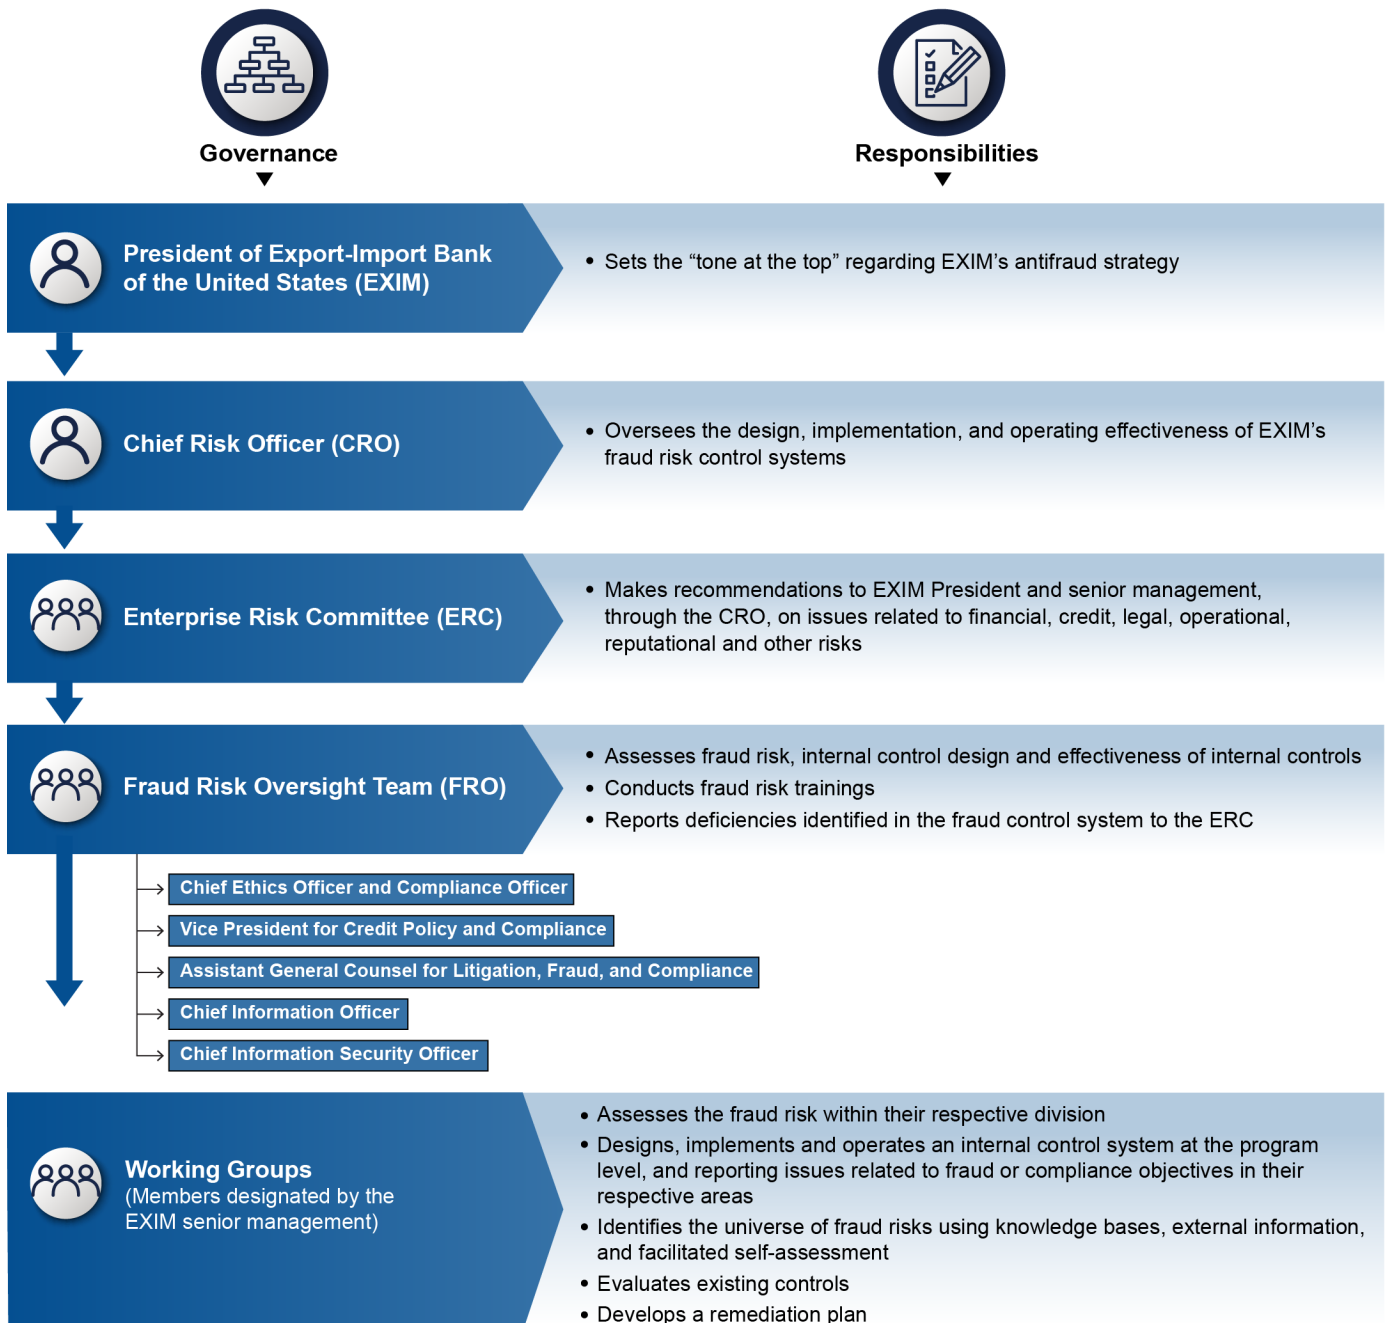 Governance
Responsibilities
President of Export-Import Bank
of the United States (EXIM)
• Sets the “tone at the top” regarding EXIM’s antifraud strategy
Chief Risk Officer (CRO)
• Oversees the design, implementation, and operating effectiveness of EXIM’s
fraud risk control systems
Enterprise Risk Committee (ERC)
• Makes recommendations to EXIM President and senior management,
through the CRO, on issues related to financial, credit, legal, operational,
reputational and other risks
Fraud Risk Oversight Team (FRO)
• Assesses fraud risk, internal control design and effectiveness of internal controls
• Conducts fraud risk trainings
• Reports deficiencies identified in the fraud control system to the ERC
Chief Ethics Officer and Compliance Officer
Vice President for Credit Policy and Compliance
Assistant General Counsel for Litigation, Fraud, and Compliance
Chief Information Officer
Chief Information Security Officer
Working Groups
(Members designated by the
EXIM senior management)
• Assesses the fraud risk within their respective division
• Designs, implements and operates an internal control system at the program
level, and reporting issues related to fraud or compliance objectives in their
respective areas
• Identifies the universe of fraud risks using knowledge bases, external information,
and facilitated self-assessment
• Evaluates existing controls
• Develops a remediation plan